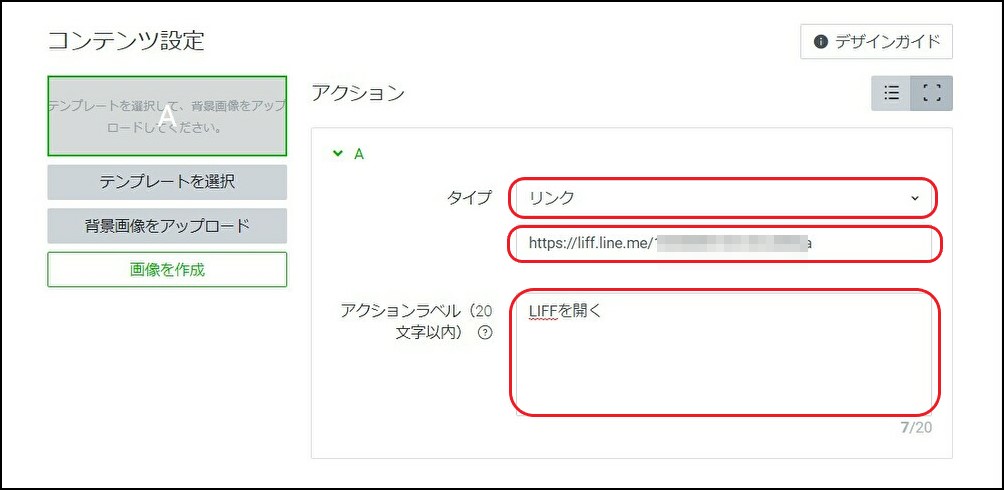 コンテンツ設定
デザインガイド
テンプレートを選択して、背景画像をアップ
ロードしてください。
A
テンプレートを選択
背景画像をアップロード
画像を作成
アクション
A
タイプ
リンク
https://liff.line.me/
アクションラベル（20
文字以内）
LIFFを開く
7/20